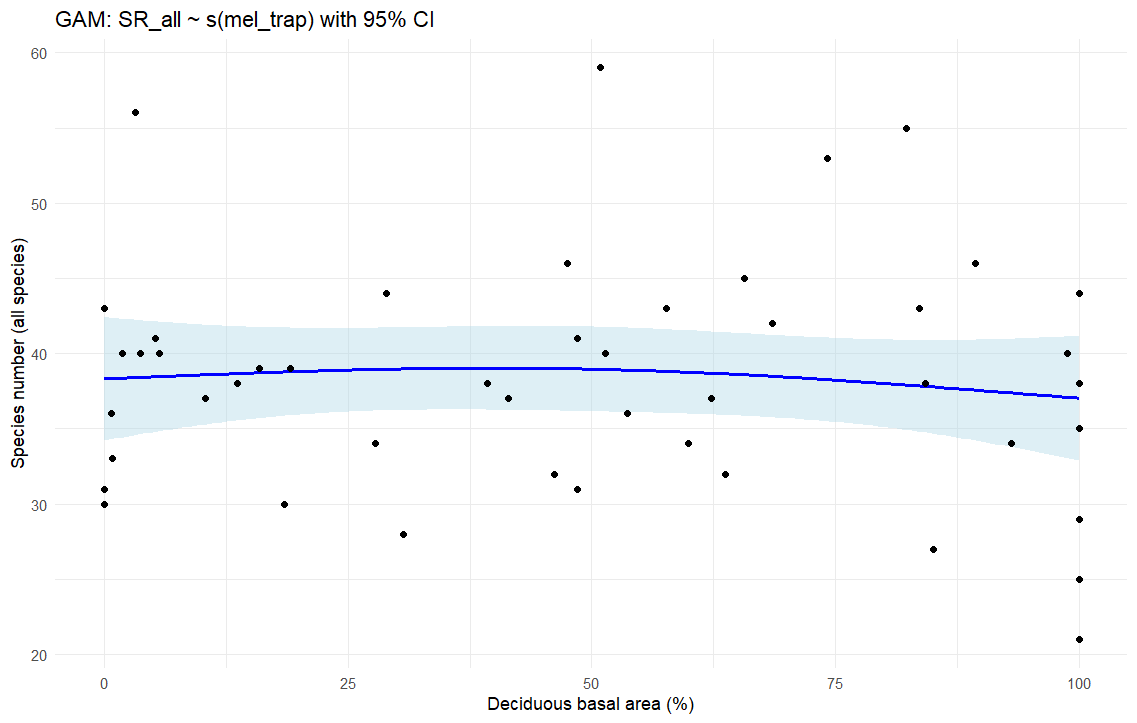 GAM: SR_all ~ s(mel_trap) with 95% CI
Species number (all species)
60
50
40
30
20
0 25 50 75 100
Deciduous basal area (%)